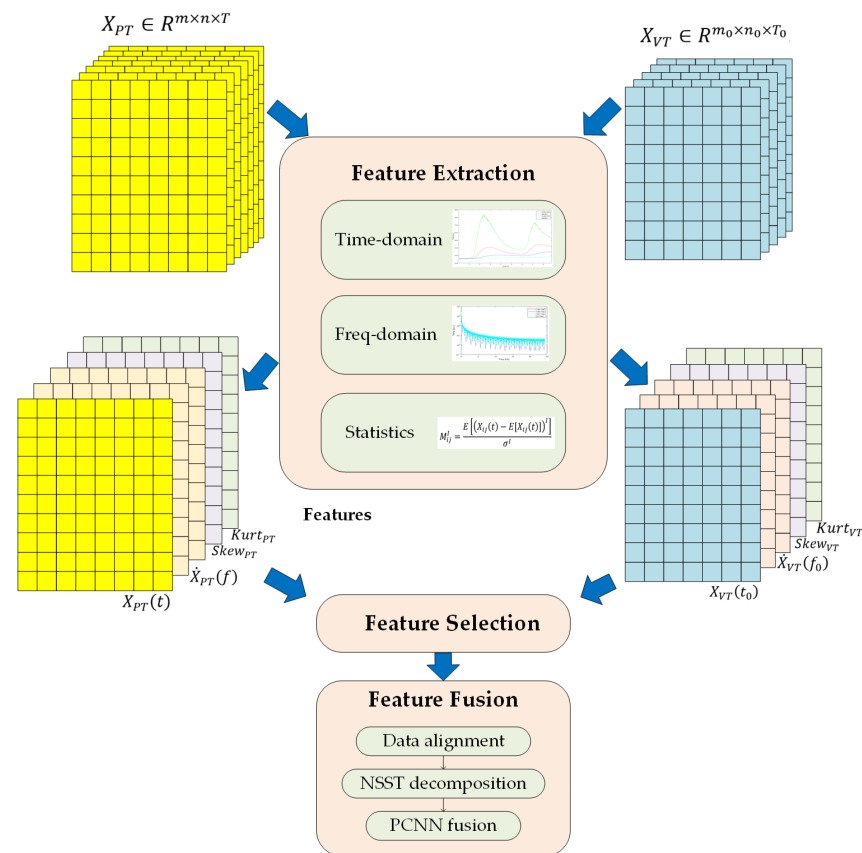 X_{PT} ∈ R^{m×n×T}
X_{VT} ∈ R^{m_0×n_0×T_0}
Feature Extraction
Time-domain
Freq-domain
Statistics
M_{ij}^l = E[(X_{ij}(t) − E[X_{ij}(t)])^l] / σ^l
Features
Kurt_{PT}
Skew_{PT}
Ẋ_{PT}(f)
X_{PT}(t)
Kurt_{VT}
Skew_{VT}
Ẋ_{VT}(f_0)
X_{VT}(t_0)
Feature Selection
Feature Fusion
Data alignment
NSST decomposition
PCNN fusion